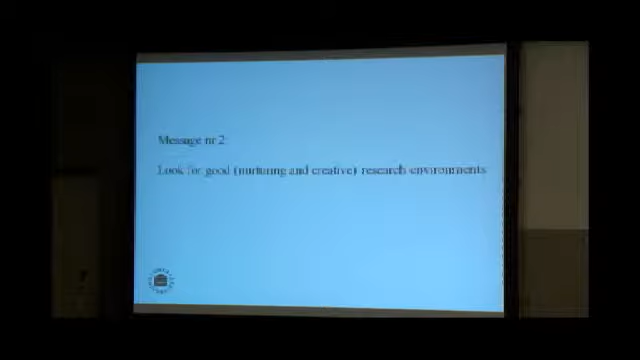 Message nr 2:
Look for good (nurturing and creative) research environments